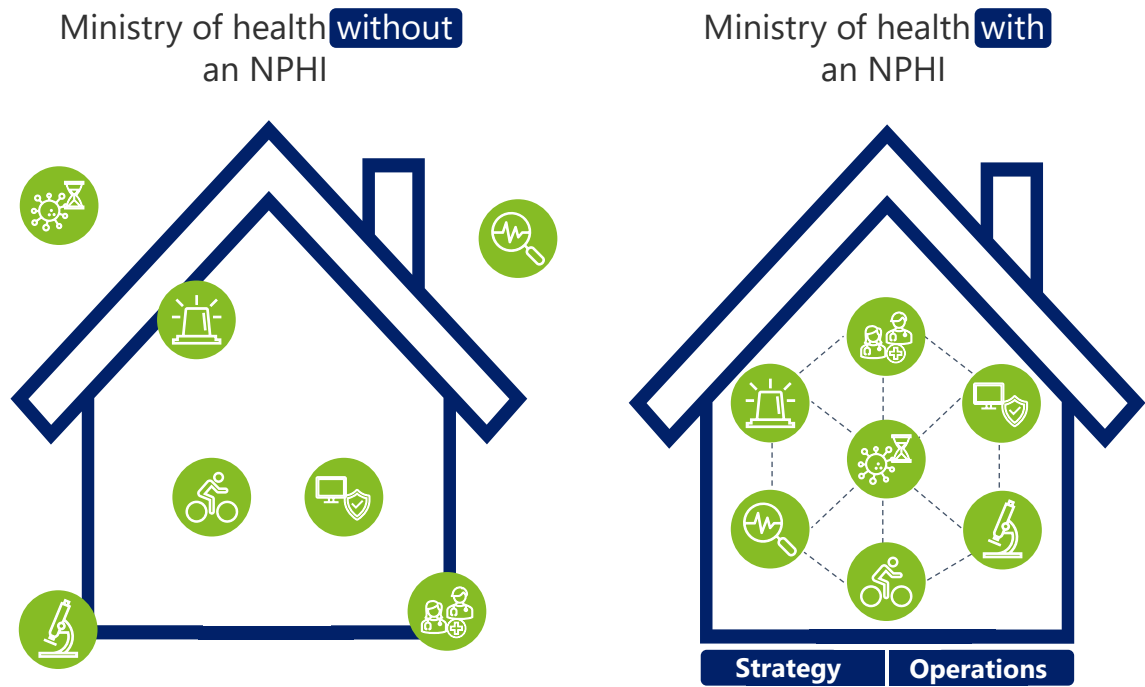 Ministry of health without
an NPHI
Ministry of health with
an NPHI
Strategy
Operations